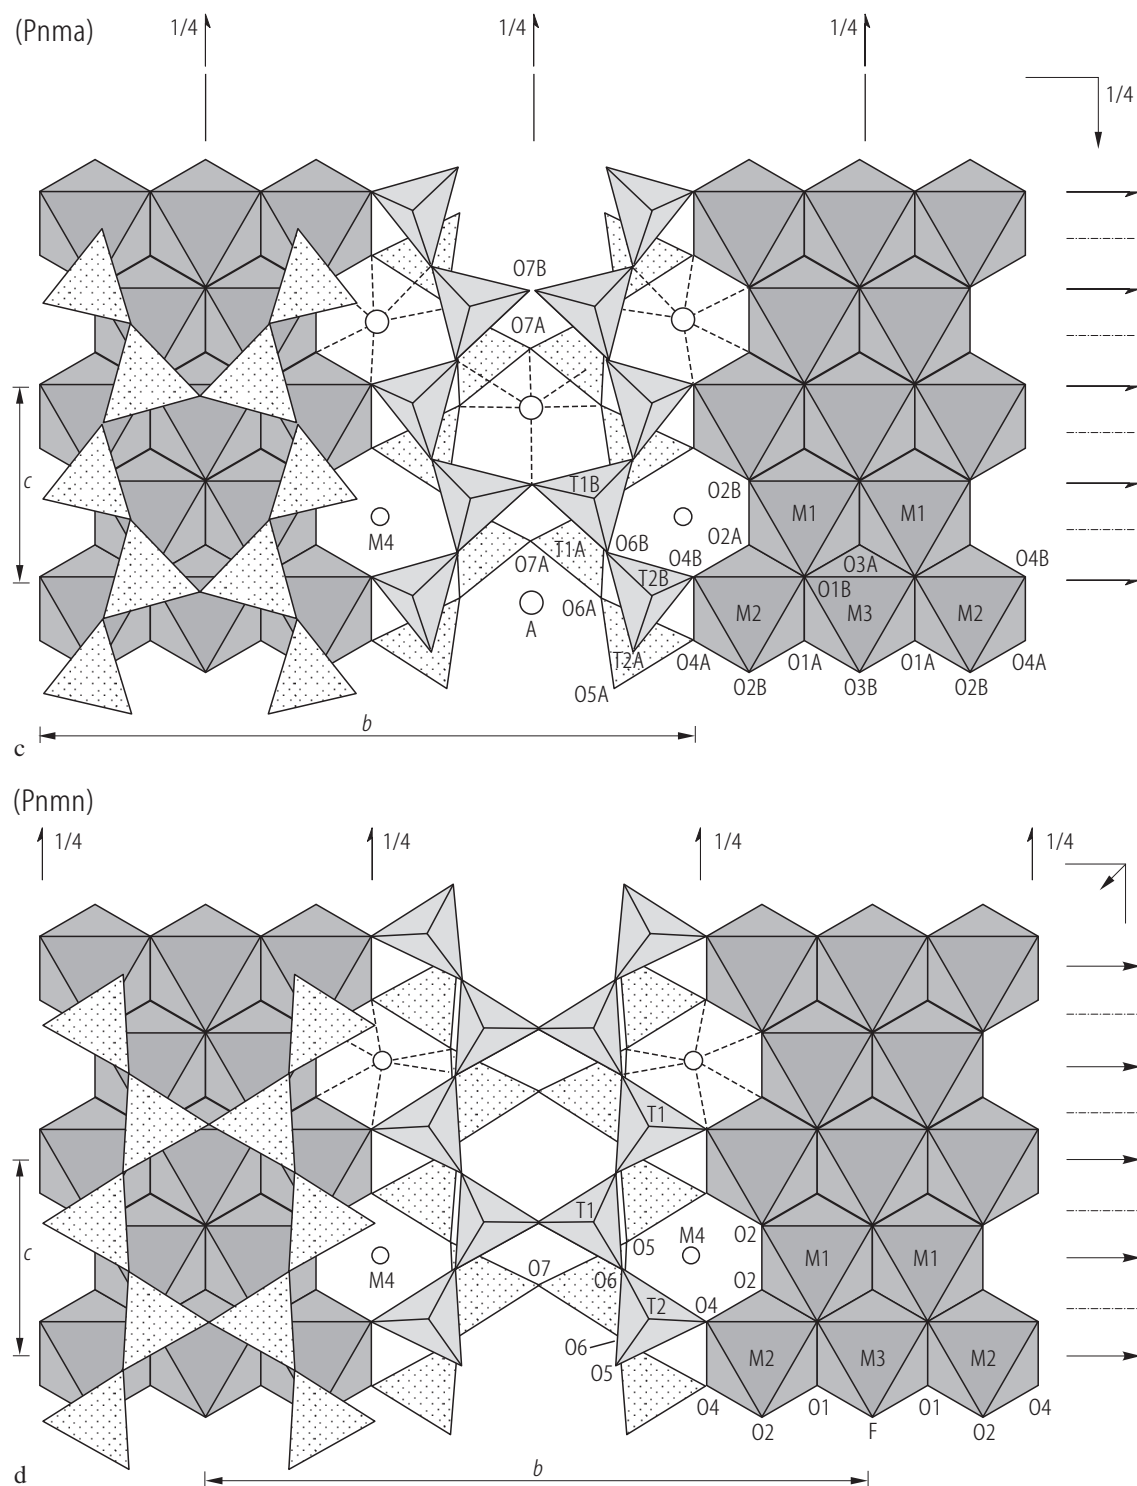 (Pnma)
1/4 1/4 1/4
1/4
O7B
O7A
c
T1B
O2B
M1 M1
M4
O2A
T1A
O6B
O7A
O4B
O3A
O4B
T2B
O1B
O6A
M2 M3 M2
A
T2A
O4A
O1A O1A
O4A
O5A
O2B O3B O2B
b
c
(Pnmn)
1/4 1/4 1/4 1/4
T1
T1
O2
c
M4
O5
M1 M1
M4
O7
O6
O2
T2
O4
O6
O5
M2 M3 M2
O4
O1 O1
O4
O2 F O2
b
d